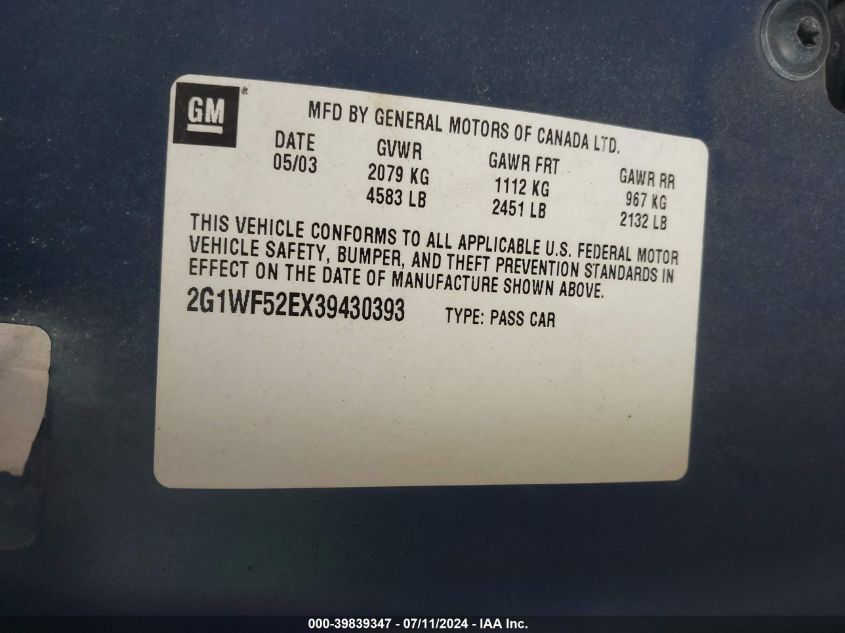 GM®
MFD BY GENERAL MOTORS OF CANADA LTD.
DATE GVWR GAWR FRT GAWR RR
05/03 2079 KG 1112 KG 967 KG
4583 LB 2451 LB 2132 LB
THIS VEHICLE CONFORMS TO ALL APPLICABLE U.S. FEDERAL MOTOR
VEHICLE SAFETY, BUMPER, AND THEFT PREVENTION STANDARDS IN
EFFECT ON THE DATE OF MANUFACTURE SHOWN ABOVE.
2G1WF52EX39430393 TYPE: PASS CAR
000-39839347 - 07/11/2024 - IAA Inc.